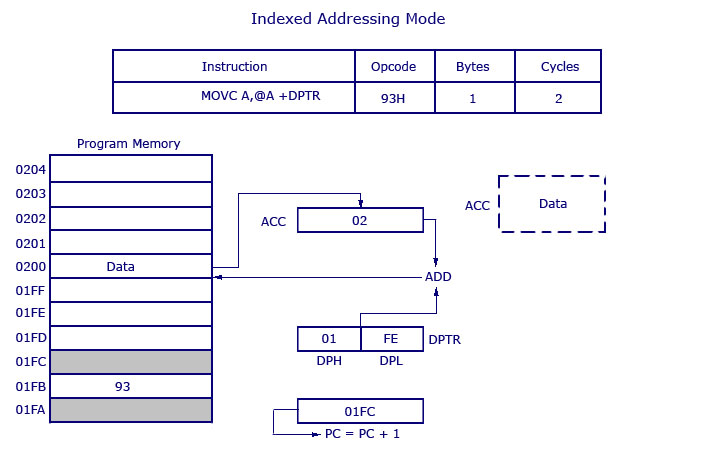 Indexed Addressing Mode
Instruction Opcode Bytes Cycles
MOVC A,@A +DPTR 93H 1 2
Program Memory
0204
0203
0202
0201
0200 Data
01FF
01FE
01FD
01FC
01FB 93
01FA
ACC 02
ADD
01 FE DPTR
DPH DPL
01FC
PC = PC + 1
ACC Data